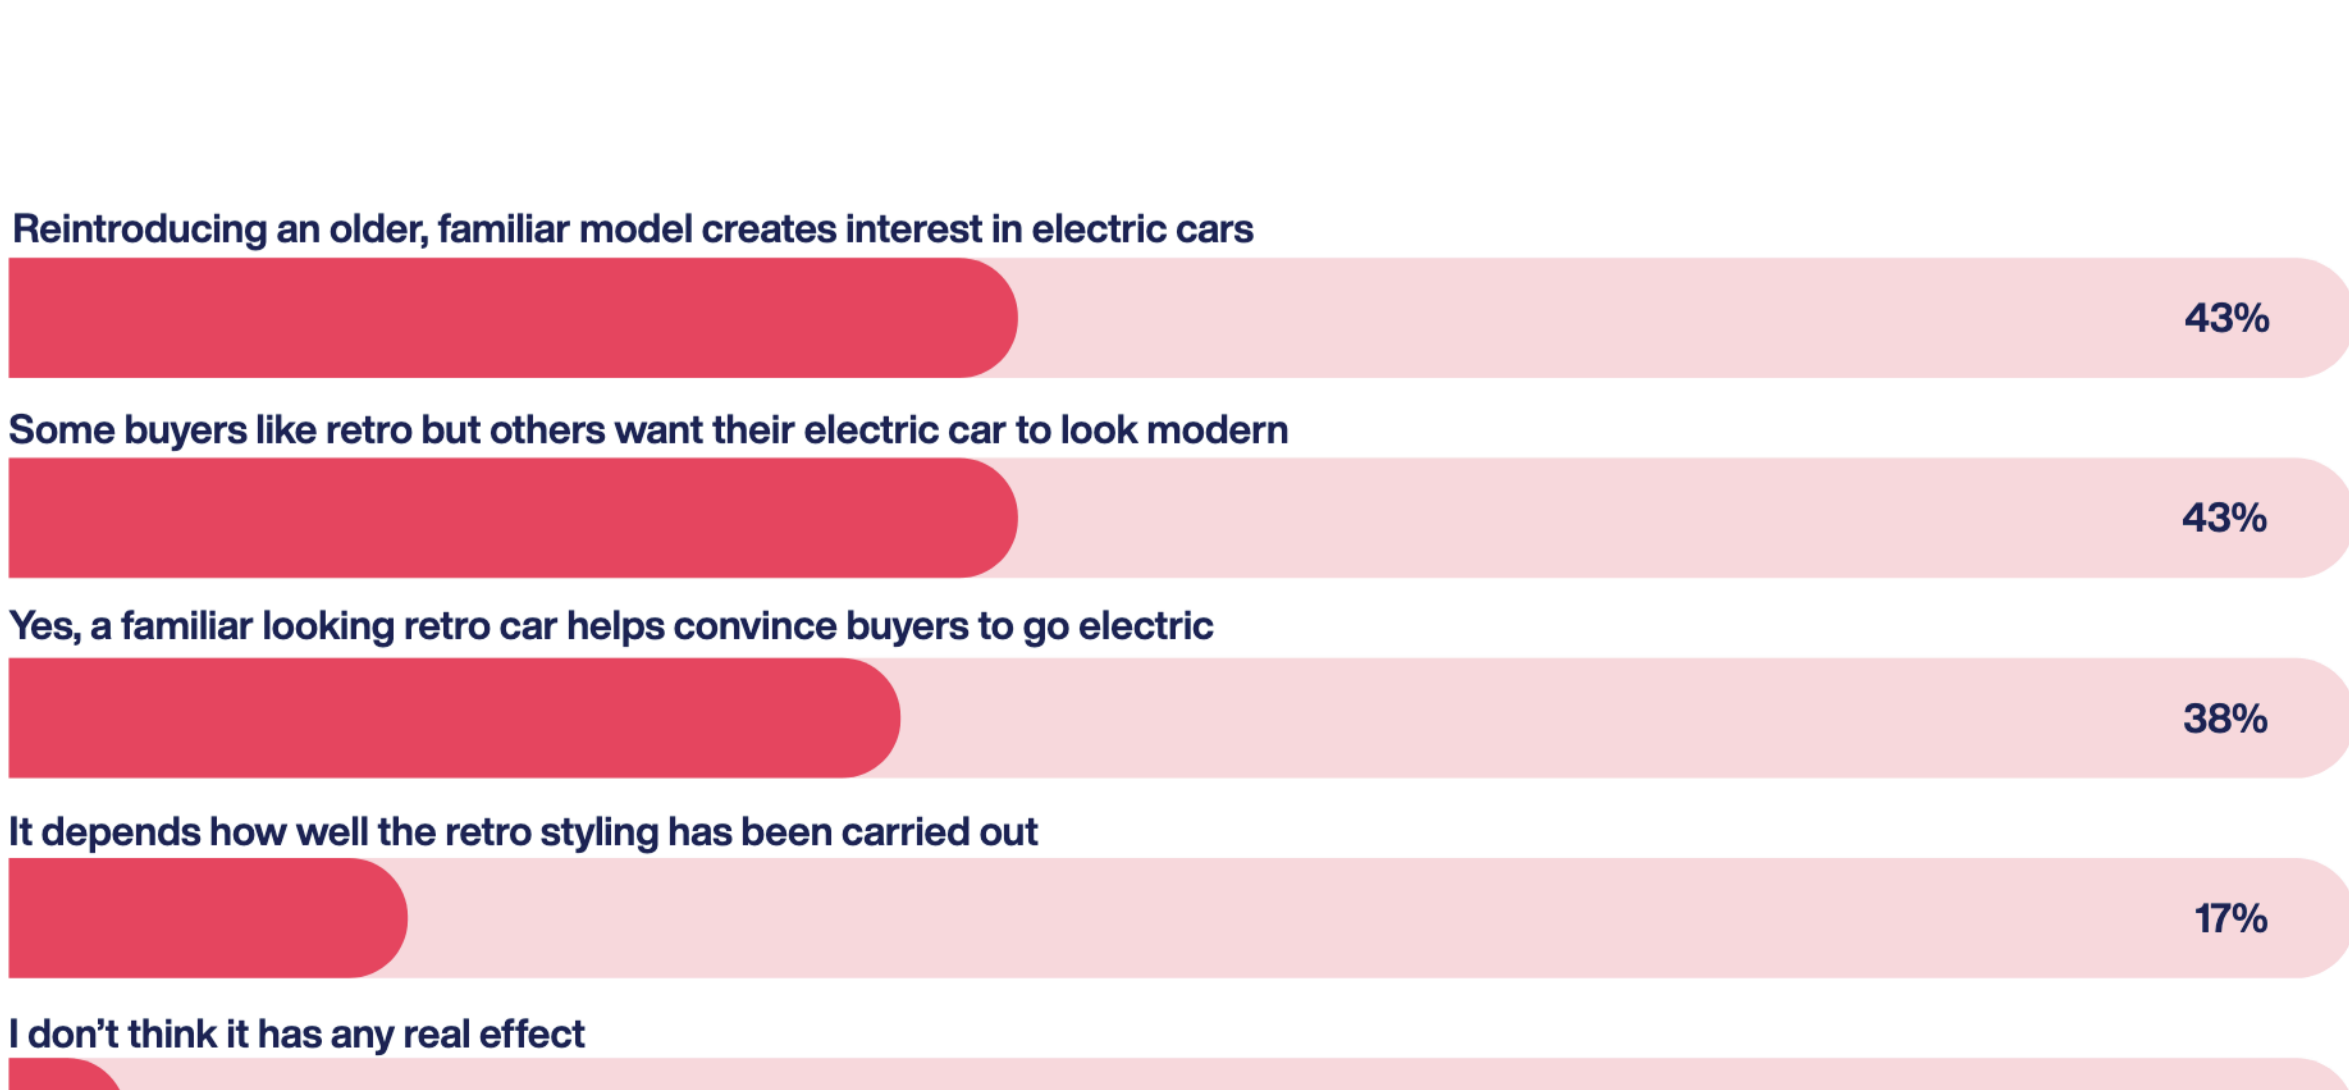 Reintroducing an older, familiar model creates interest in electric cars
43%
Some buyers like retro but others want their electric car to look modern
43%
Yes, a familiar looking retro car helps convince buyers to go electric
38%
It depends how well the retro styling has been carried out
17%
I don’t think it has any real effect